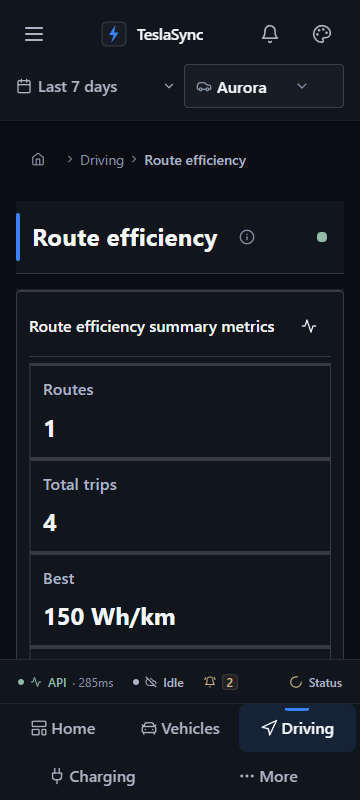 TeslaSync
Last 7 days
Aurora
Driving
Route efficiency
Route efficiency
Route efficiency summary metrics
Routes
1
Total trips
4
Best
150 Wh/km
API · 285ms
Idle
2
Status
Home
Vehicles
Driving
Charging
More